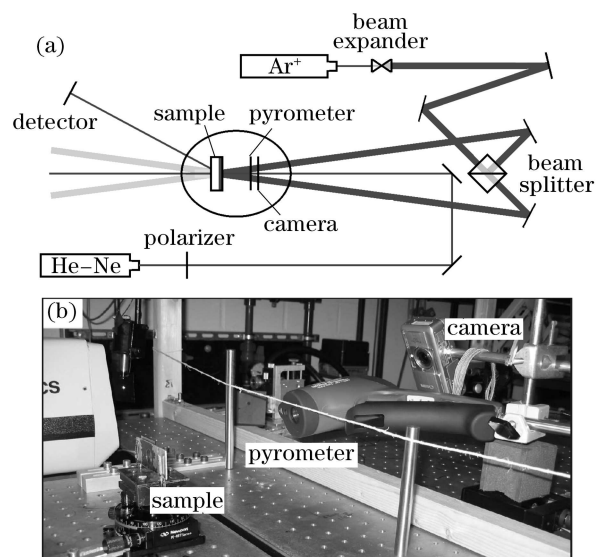 (a)
beam
expander
Ar⁺
sample
pyrometer
detector
beam
splitter
camera
polarizer
He–Ne
(b)
camera
CS
pyrometer
sample